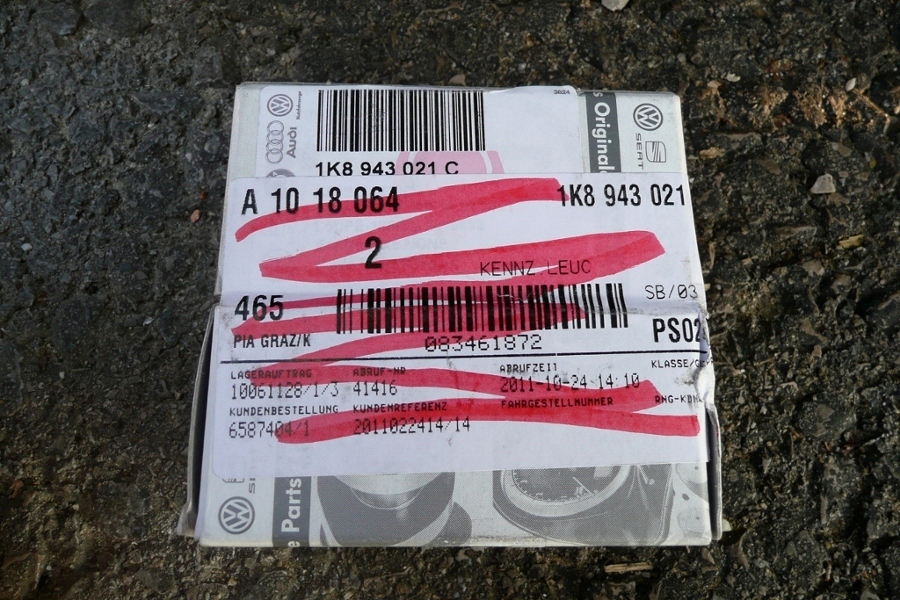 3624
Audi
s Original
SEAT
1K8 943 021 C
A 10 18 064
1K8 943 021
2
KENNZ LEUC
465
SB/03
PIA GRAZ/K
083461872
LAGERAUFTRAG
ABRUF-NR
ABRUFZEIT
10061128/1/3
41416
2011-10-24 14:10
KUNDENBESTELLUNG
KUNDENREFERENZ
FAHRGESTELLNUMMER
6587404/1
2011022414/14
e Parts